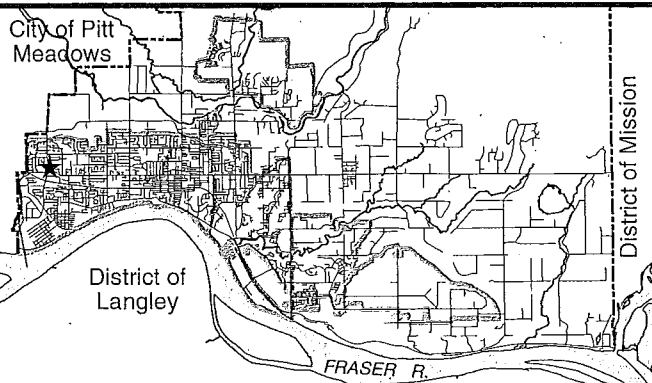 City of Pitt
Meadows
District of Mission
District of
Langley
FRASER R.